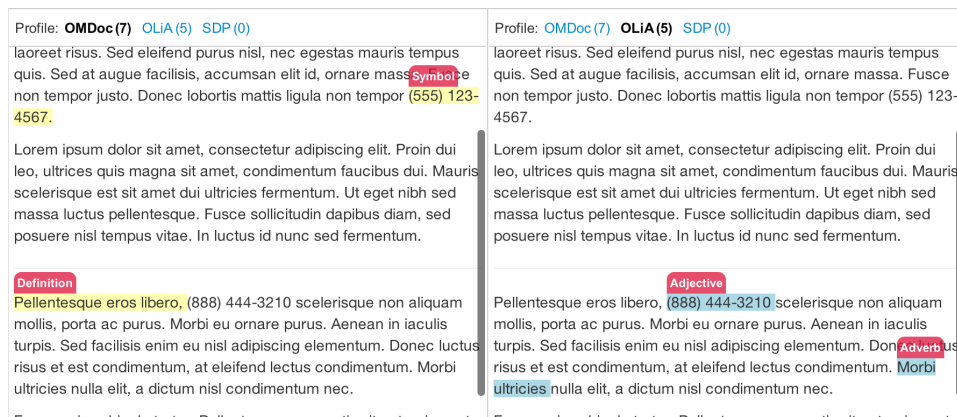 Profile: OMDoc (7) OLiA (5) SDP (0)
laoreet risus. Sed eleifend purus nisl, nec egestas mauris tempus
Symbol
quis. Sed at augue facilisis, accumsan elit id, ornare massa. Fusce
non tempor justo. Donec lobortis mattis ligula non tempor (555) 123-
4567.
Lorem ipsum dolor sit amet, consectetur adipiscing elit. Proin dui
leo, ultrices quis magna sit amet, condimentum faucibus dui. Mauris
scelerisque est sit amet dui ultricies fermentum. Ut eget nibh sed
massa luctus pellentesque. Fusce sollicitudin dapibus diam, sed
posuere nisl tempus vitae. In luctus id nunc sed fermentum.
Definition
Pellentesque eros libero, (888) 444-3210 scelerisque non aliquam
mollis, porta ac purus. Morbi eu ornare purus. Aenean in iaculis
turpis. Sed facilisis enim eu nisl adipiscing elementum. Donec luctus
risus et est condimentum, at eleifend lectus condimentum. Morbi
ultricies nulla elit, a dictum nisl condimentum nec.
Profile: OMDoc (7) OLiA (5) SDP (0)
laoreet risus. Sed eleifend purus nisl, nec egestas mauris tempus
quis. Sed at augue facilisis, accumsan elit id, ornare massa. Fusce
non tempor justo. Donec lobortis mattis ligula non tempor (555) 123-
4567.
Lorem ipsum dolor sit amet, consectetur adipiscing elit. Proin dui
leo, ultrices quis magna sit amet, condimentum faucibus dui. Mauris
scelerisque est sit amet dui ultricies fermentum. Ut eget nibh sed
massa luctus pellentesque. Fusce sollicitudin dapibus diam, sed
posuere nisl tempus vitae. In luctus id nunc sed fermentum.
Adjective
Pellentesque eros libero, (888) 444-3210 scelerisque non aliquam
mollis, porta ac purus. Morbi eu ornare purus. Aenean in iaculis
Adverb
turpis. Sed facilisis enim eu nisl adipiscing elementum. Donec luctus
risus et est condimentum, at eleifend lectus condimentum. Morbi
ultricies nulla elit, a dictum nisl condimentum nec.